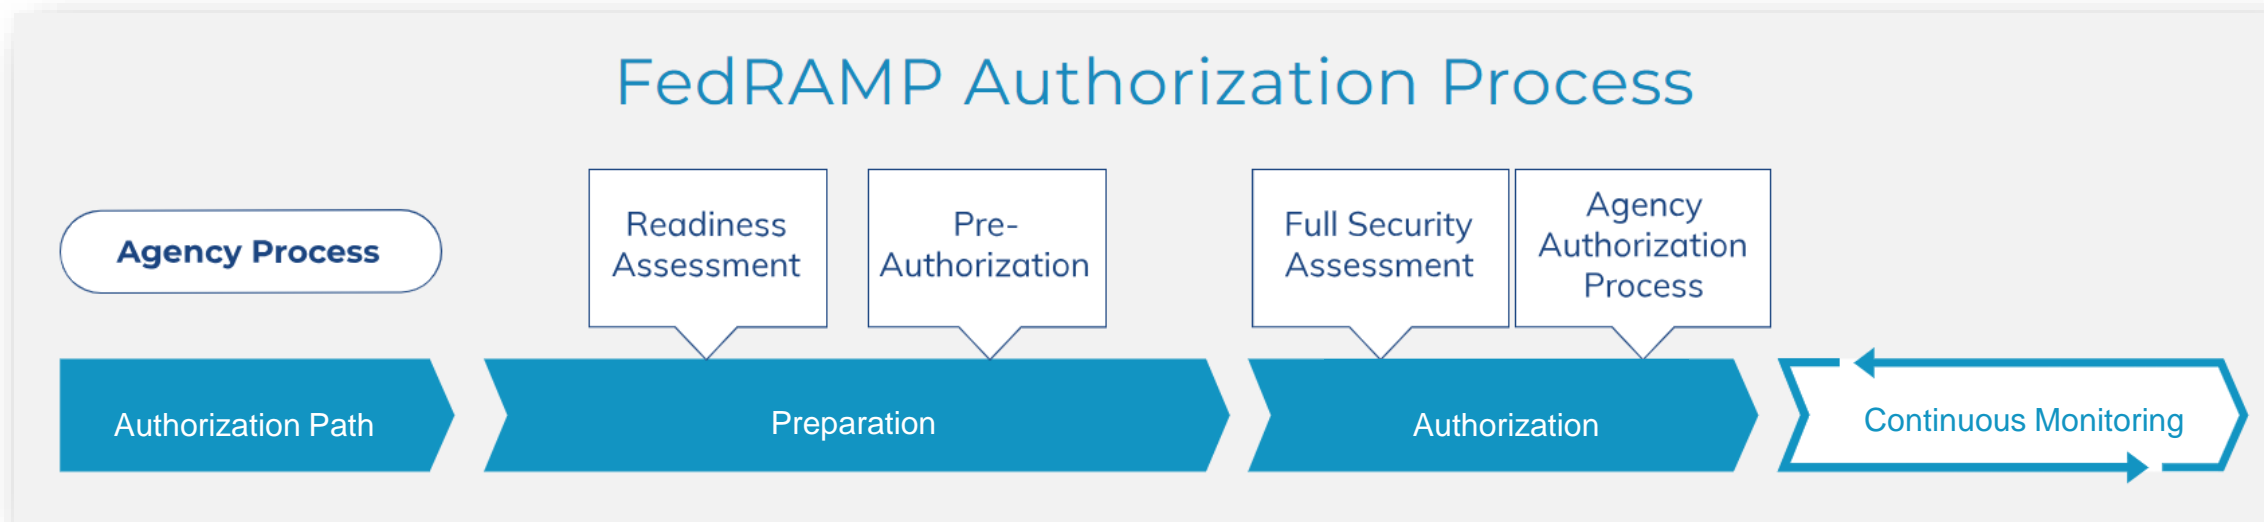 FedRAMP Authorization Process
Agency Process
Readiness
Assessment
Pre-
Authorization
Full Security
Assessment
Agency
Authorization
Process
Authorization Path
Preparation
Authorization
Continuous Monitoring